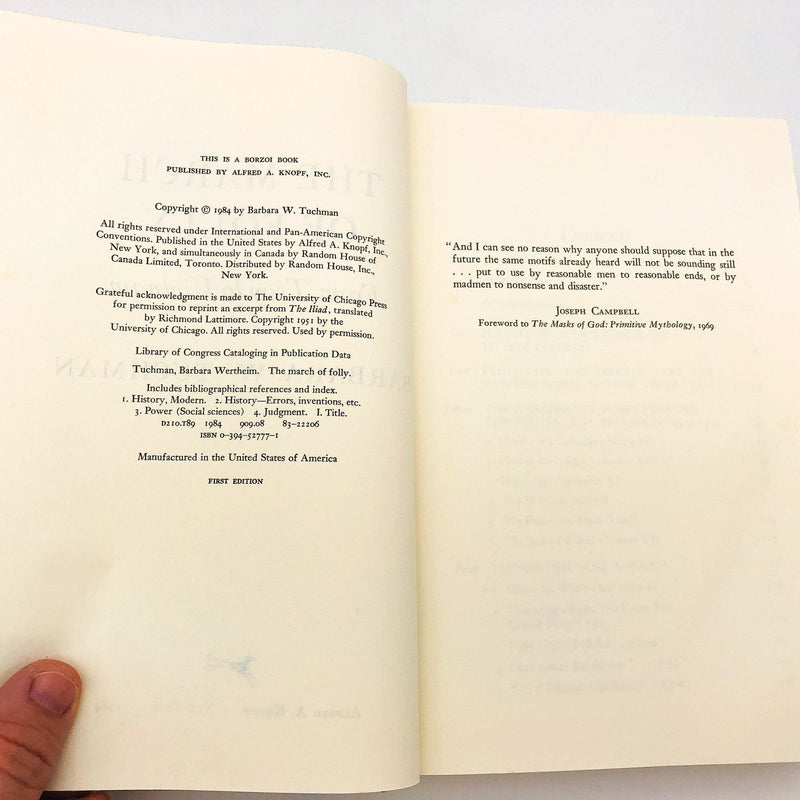 THIS IS A BORZOI BOOK
PUBLISHED BY ALFRED A. KNOPF, INC.
Copyright © 1984 by Barbara W. Tuchman
All rights reserved under International and Pan-American Copyright
Conventions. Published in the United States by Alfred A. Knopf, Inc.,
New York, and simultaneously in Canada by Random House of
Canada Limited, Toronto. Distributed by Random House, Inc.,
New York.
Grateful acknowledgment is made to The University of Chicago Press
for permission to reprint an excerpt from The Iliad, translated
by Richmond Lattimore. Copyright 1951 by the
University of Chicago. All rights reserved. Used by permission.
Library of Congress Cataloging in Publication Data
Tuchman, Barbara Wertheim. The march of folly.
Includes bibliographical references and index.
1. History, Modern. 2. History—Errors, inventions, etc.
3. Power (Social sciences) 4. Judgment. I. Title.
D210.T89 1984 909.08 83-22206
ISBN 0-394-52777-1
Manufactured in the United States of America
FIRST EDITION
"And I can see no reason why anyone should suppose that in the
future the same motifs already heard will not be sounding still
. . . put to use by reasonable men to reasonable ends, or by
madmen to nonsense and disaster."
JOSEPH CAMPBELL
Foreword to The Masks of God: Primitive Mythology, 1969